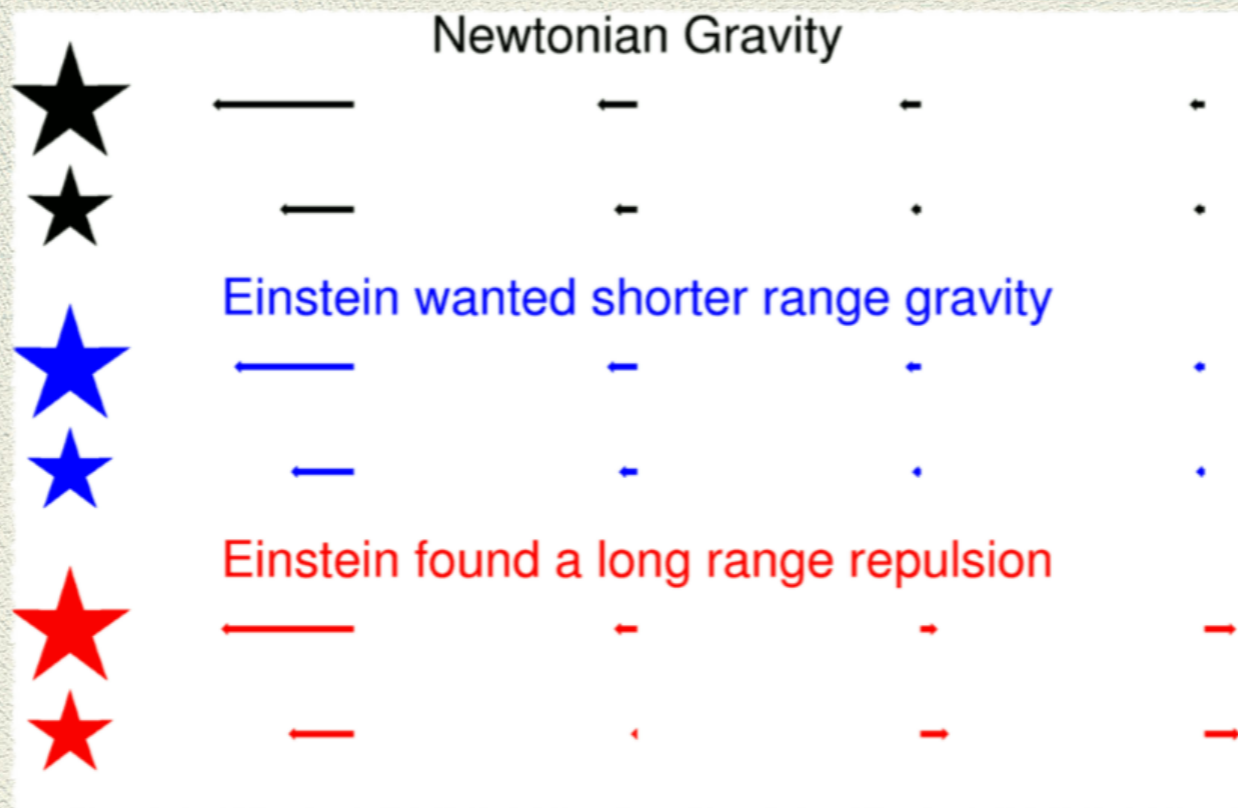 Newtonian Gravity
Einstein wanted shorter range gravity
Einstein found a long range repulsion